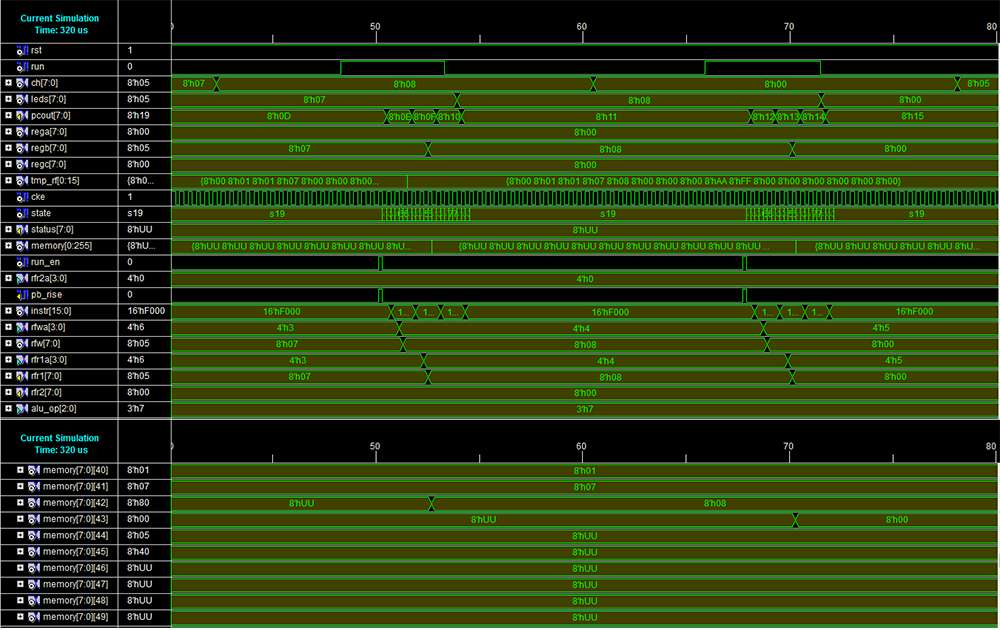 Current Simulation
Time: 320 us
50 60 70 80
rst 1
run 0
ch[7:0] 8'h05 8'h07 8'h08 8'h00 8'h05
leds[7:0] 8'h05 8'h07 8'h08 8'h00
pcout[7:0] 8'h19 8'h0D 8'h0E 8'h0F 8'h10 8'h11 8'h12 8'h13 8'h14 8'h15
rega[7:0] 8'h00 8'h00
regb[7:0] 8'h05 8'h07 8'h08 8'h00
regc[7:0] 8'h00 8'h00
tmp_rf[0:15] {8'h0... {8'h00 8'h01 8'h01 8'h07 8'h00 8'h00 8'h00... {8'h00 8'h01 8'h01 8'h07 8'h08 8'h00 8'h00 8'h00 8'hAA 8'hFF 8'h00 8'h00 8'h00 8'h00 8'h00 8'h00}
cke 1
state s19 s19 s19 s19
status[7:0] 8'hUU 8'hUU
memory[0:255] {8'hU... {8'hUU 8'hUU 8'hUU 8'hUU 8'hUU 8'hUU 8'hUU 8'hU... {8'hUU 8'hUU 8'hUU 8'hUU 8'hUU 8'hUU 8'hUU 8'hUU 8'hUU 8'hUU 8'hUU ... {8'hUU 8'hUU 8'hUU 8'hUU 8'hUU 8'hU...
run_en 0
rfr2a[3:0] 4'h0 4'h0
pb_rise 0
instr[15:0] 16'hF000 16'hF000 1... 1... 1... 16'hF000 1... 1... 1... 16'hF000
rfwa[3:0] 4'h6 4'h3 4'h4 4'h5
rfw[7:0] 8'h05 8'h07 8'h08 8'h00
rfr1a[3:0] 4'h6 4'h3 4'h4 4'h5
rfr1[7:0] 8'h05 8'h07 8'h08 8'h00
rfr2[7:0] 8'h00 8'h00
alu_op[2:0] 3'h7 3'h7
Current Simulation
Time: 320 us
50 60 70 80
memory[7:0][40] 8'h01 8'h01
memory[7:0][41] 8'h07 8'h07
memory[7:0][42] 8'h80 8'hUU 8'h08
memory[7:0][43] 8'h00 8'hUU 8'h00
memory[7:0][44] 8'h05 8'hUU
memory[7:0][45] 8'h40 8'hUU
memory[7:0][46] 8'hUU 8'hUU
memory[7:0][47] 8'hUU 8'hUU
memory[7:0][48] 8'hUU 8'hUU
memory[7:0][49] 8'hUU 8'hUU